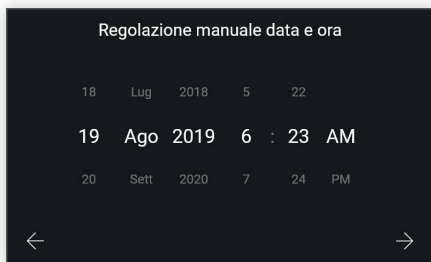 Regolazione manuale data e ora
18 Lug 2018 5 22
19 Ago 2019 6 : 23 AM
20 Sett 2020 7 24 PM